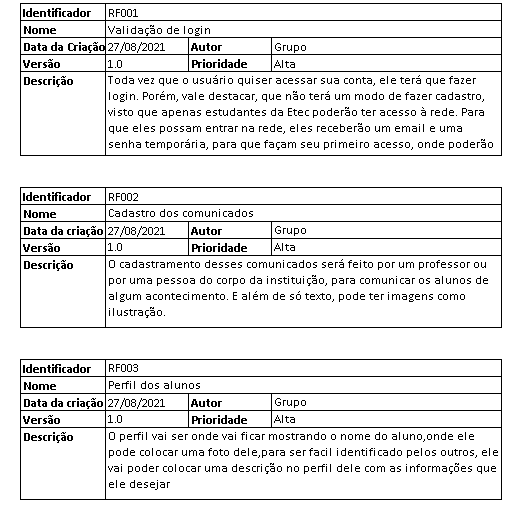 Identificador RF001
Nome Validação de login
Data da Criação 27/08/2021 Autor Grupo
Versão 1.0 Prioridade Alta
Descrição Toda vez que o usuário quiser acessar sua conta, ele terá que fazer
login. Porém, vale destacar, que não terá um modo de fazer cadastro,
visto que apenas estudantes da Etec poderão ter acesso à rede. Para
que eles possam entrar na rede, eles receberão um email e uma
senha temporária, para que façam seu primeiro acesso, onde poderão
Identificador RF002
Nome Cadastro dos comunicados
Data da criação 27/08/2021 Autor Grupo
Versão 1.0 Prioridade Alta
Descrição O cadastramento desses comunicados será feito por um professor ou
por uma pessoa do corpo da instituição, para comunicar os alunos de
algum acontecimento. E além de só texto, pode ter imagens como
ilustração.
Identificador RF003
Nome Perfil dos alunos
Data da criação 27/08/2021 Autor Grupo
Versão 1.0 Prioridade Alta
Descrição O perfil vai ser onde vai ficar mostrando o nome do aluno,onde ele
pode colocar uma foto dele,para ser facil identificado pelos outros, ele
vai poder colocar uma descrição no perfil dele com as informações que
ele desejar